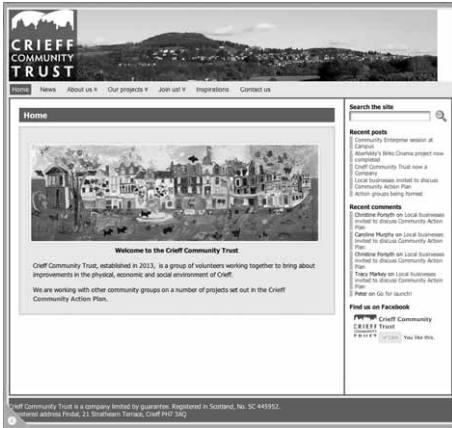 CRIEFF
COMMUNITY
TRUST
Home News About us Our projects Join us! Inspirations Contact us
Home
Welcome to the Crieff Community Trust
Crieff Community Trust, established in 2013, is a group of volunteers working together to bring about
improvements in the physical, economic and social environment of Crieff.
We are working with other community groups on a number of projects set out in the Crieff
Community Action Plan.
Search the site
Recent posts
Community Enterprise session at
Campus
Aberfeldy's Birks Cinema project now
completed
Crieff Community Trust now a
Company
Local businesses invited to discuss
Community Action Plan
Action groups being formed
Recent comments
Christine Forsyth on Local businesses
invited to discuss Community Action
Plan
Caroline Murphy on Local businesses
invited to discuss Community Action
Plan
Christine Forsyth on Local businesses
invited to discuss Community Action
Plan
Tracy Markey on Local businesses
invited to discuss Community Action
Plan
Peter on Go for launch!
Find us on Facebook
CRIEFF
TRUST
Crieff Community
Trust
Like You like this.
Crieff Community Trust is a company limited by guarantee. Registered in Scotland, No. SC 445952.
Registered address Findal, 21 Strathearn Terrace, Crieff PH7 3AQ